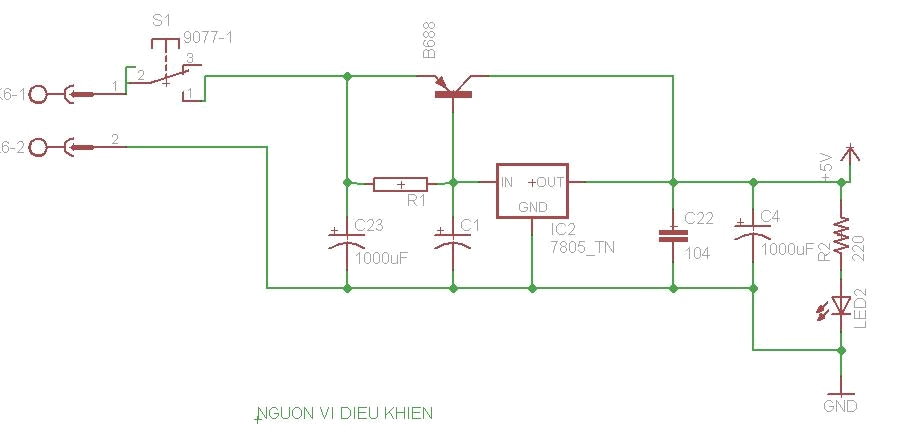 S1
9077-1
B688
3
2
1
1
K6-1
2
6-2
+5V
IN
+OUT
GND
R1
IC2
7805_TN
C23
1000uF
C1
C22
104
C4
1000uF
R2
220
LED2
GND
NGUON VI DIEU KHIEN